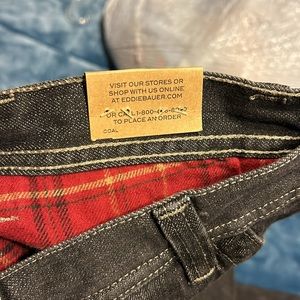 VISIT OUR STORES OR
SHOP WITH US ONLINE
AT EDDIEBAUER.COM
OR CALL 1-800-
TO PLACE AN ORDER
COAL